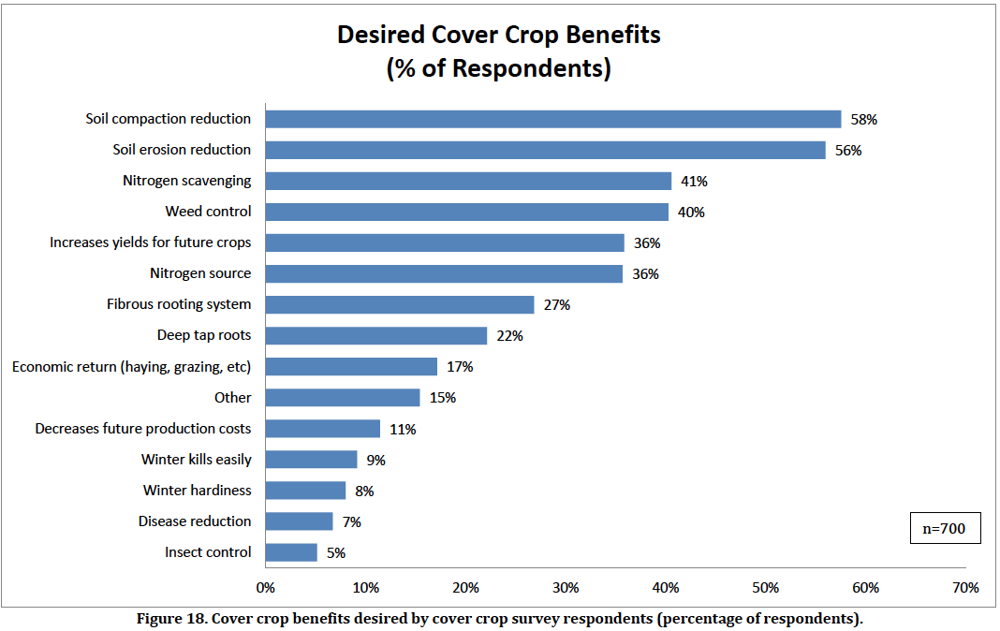 Desired Cover Crop Benefits
(% of Respondents)
Soil compaction reduction 58%
Soil erosion reduction 56%
Nitrogen scavenging 41%
Weed control 40%
Increases yields for future crops 36%
Nitrogen source 36%
Fibrous rooting system 27%
Deep tap roots 22%
Economic return (haying, grazing, etc) 17%
Other 15%
Decreases future production costs 11%
Winter kills easily 9%
Winter hardiness 8%
Disease reduction 7%
n=700
Insect control 5%
0% 10% 20% 30% 40% 50% 60% 70%
Figure 18. Cover crop benefits desired by cover crop survey respondents (percentage of respondents).